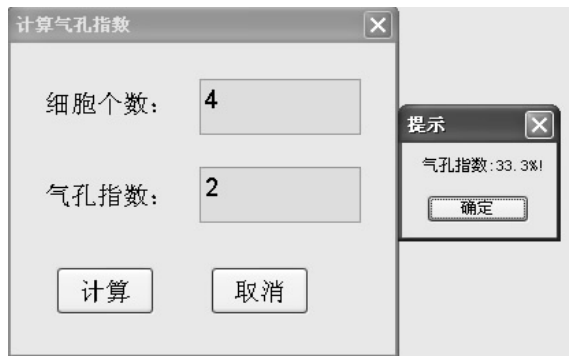 计算气孔指数
细胞个数： 4
气孔指数： 2
计算 取消
提示
气孔指数:33.3%!
确定